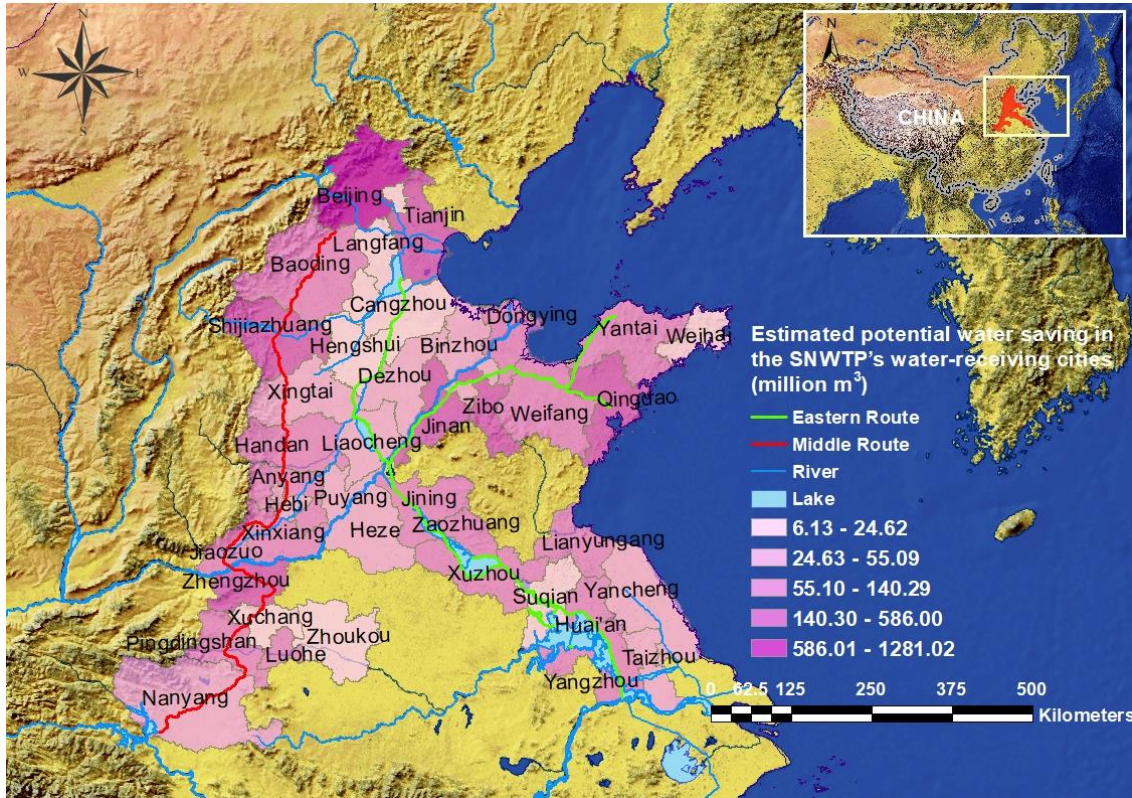 N
W
E
S
N
CHINA
Beijing
Tianjin
Langfang
Baoding
Cangzhou
Shijiazhuang
Hengshui
Dongying
Binzhou
Yantai
Weihai
Dezhou
Xingtai
Zibo
Weifang
Qingdao
Jinan
Handan
Liaocheng
Anyang
Puyang
Hebi
Jining
Zaozhuang
Xinxiang
Heze
Lianyungang
Jiaozuo
Zhengzhou
Xuzhou
Suqian
Yancheng
Xuchang
Huai'an
Zhoukou
Pingdingshan
Luohe
Taizhou
Yangzhou
Nanyang
Estimated potential water saving in
the SNWTP's water-receiving cities
(million m³)
Eastern Route
Middle Route
River
Lake
6.13 - 24.62
24.63 - 55.09
55.10 - 140.29
140.30 - 586.00
586.01 - 1281.02
0 62.5 125 250 375 500
Kilometers